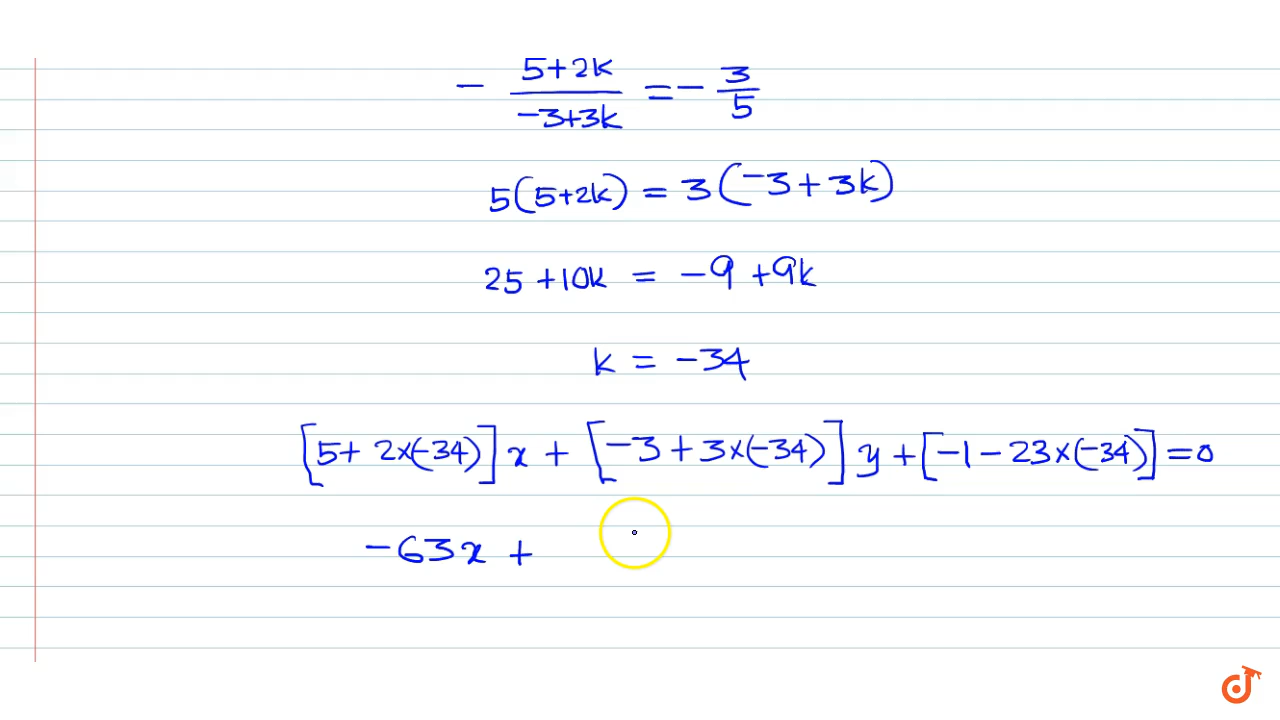 - (5+2k)/(-3+3k) = - 3/5
5(5+2k) = 3(-3+3k)
25+10k = -9+9k
k = -34
[5+2×(-34)]x + [-3+3×(-34)]y + [-1-23×(-34)] = 0
-63x +